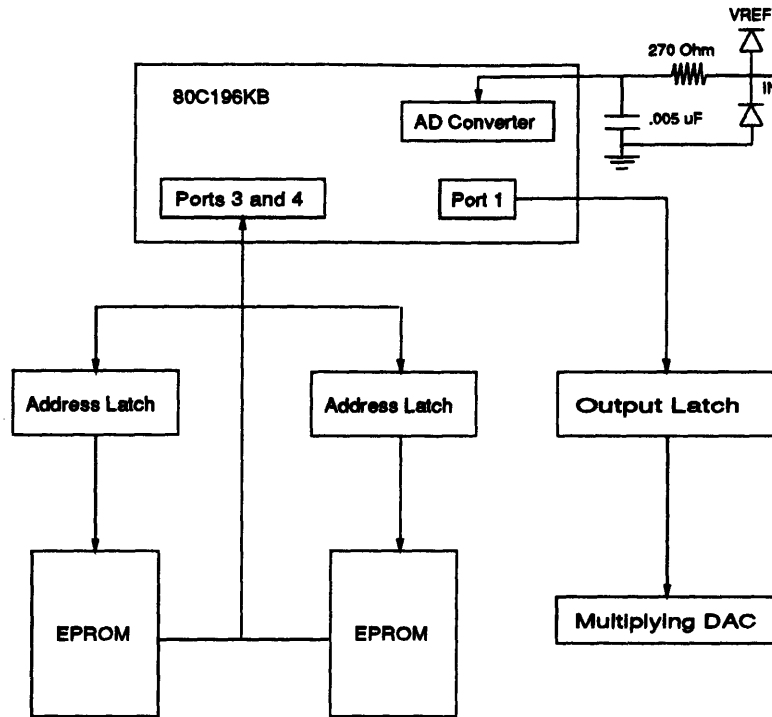 VREF
270 Ohm
IN
80C196KB
AD Converter
.005 uF
Ports 3 and 4
Port 1
Address Latch
Address Latch
Output Latch
EPROM
EPROM
Multiplying DAC